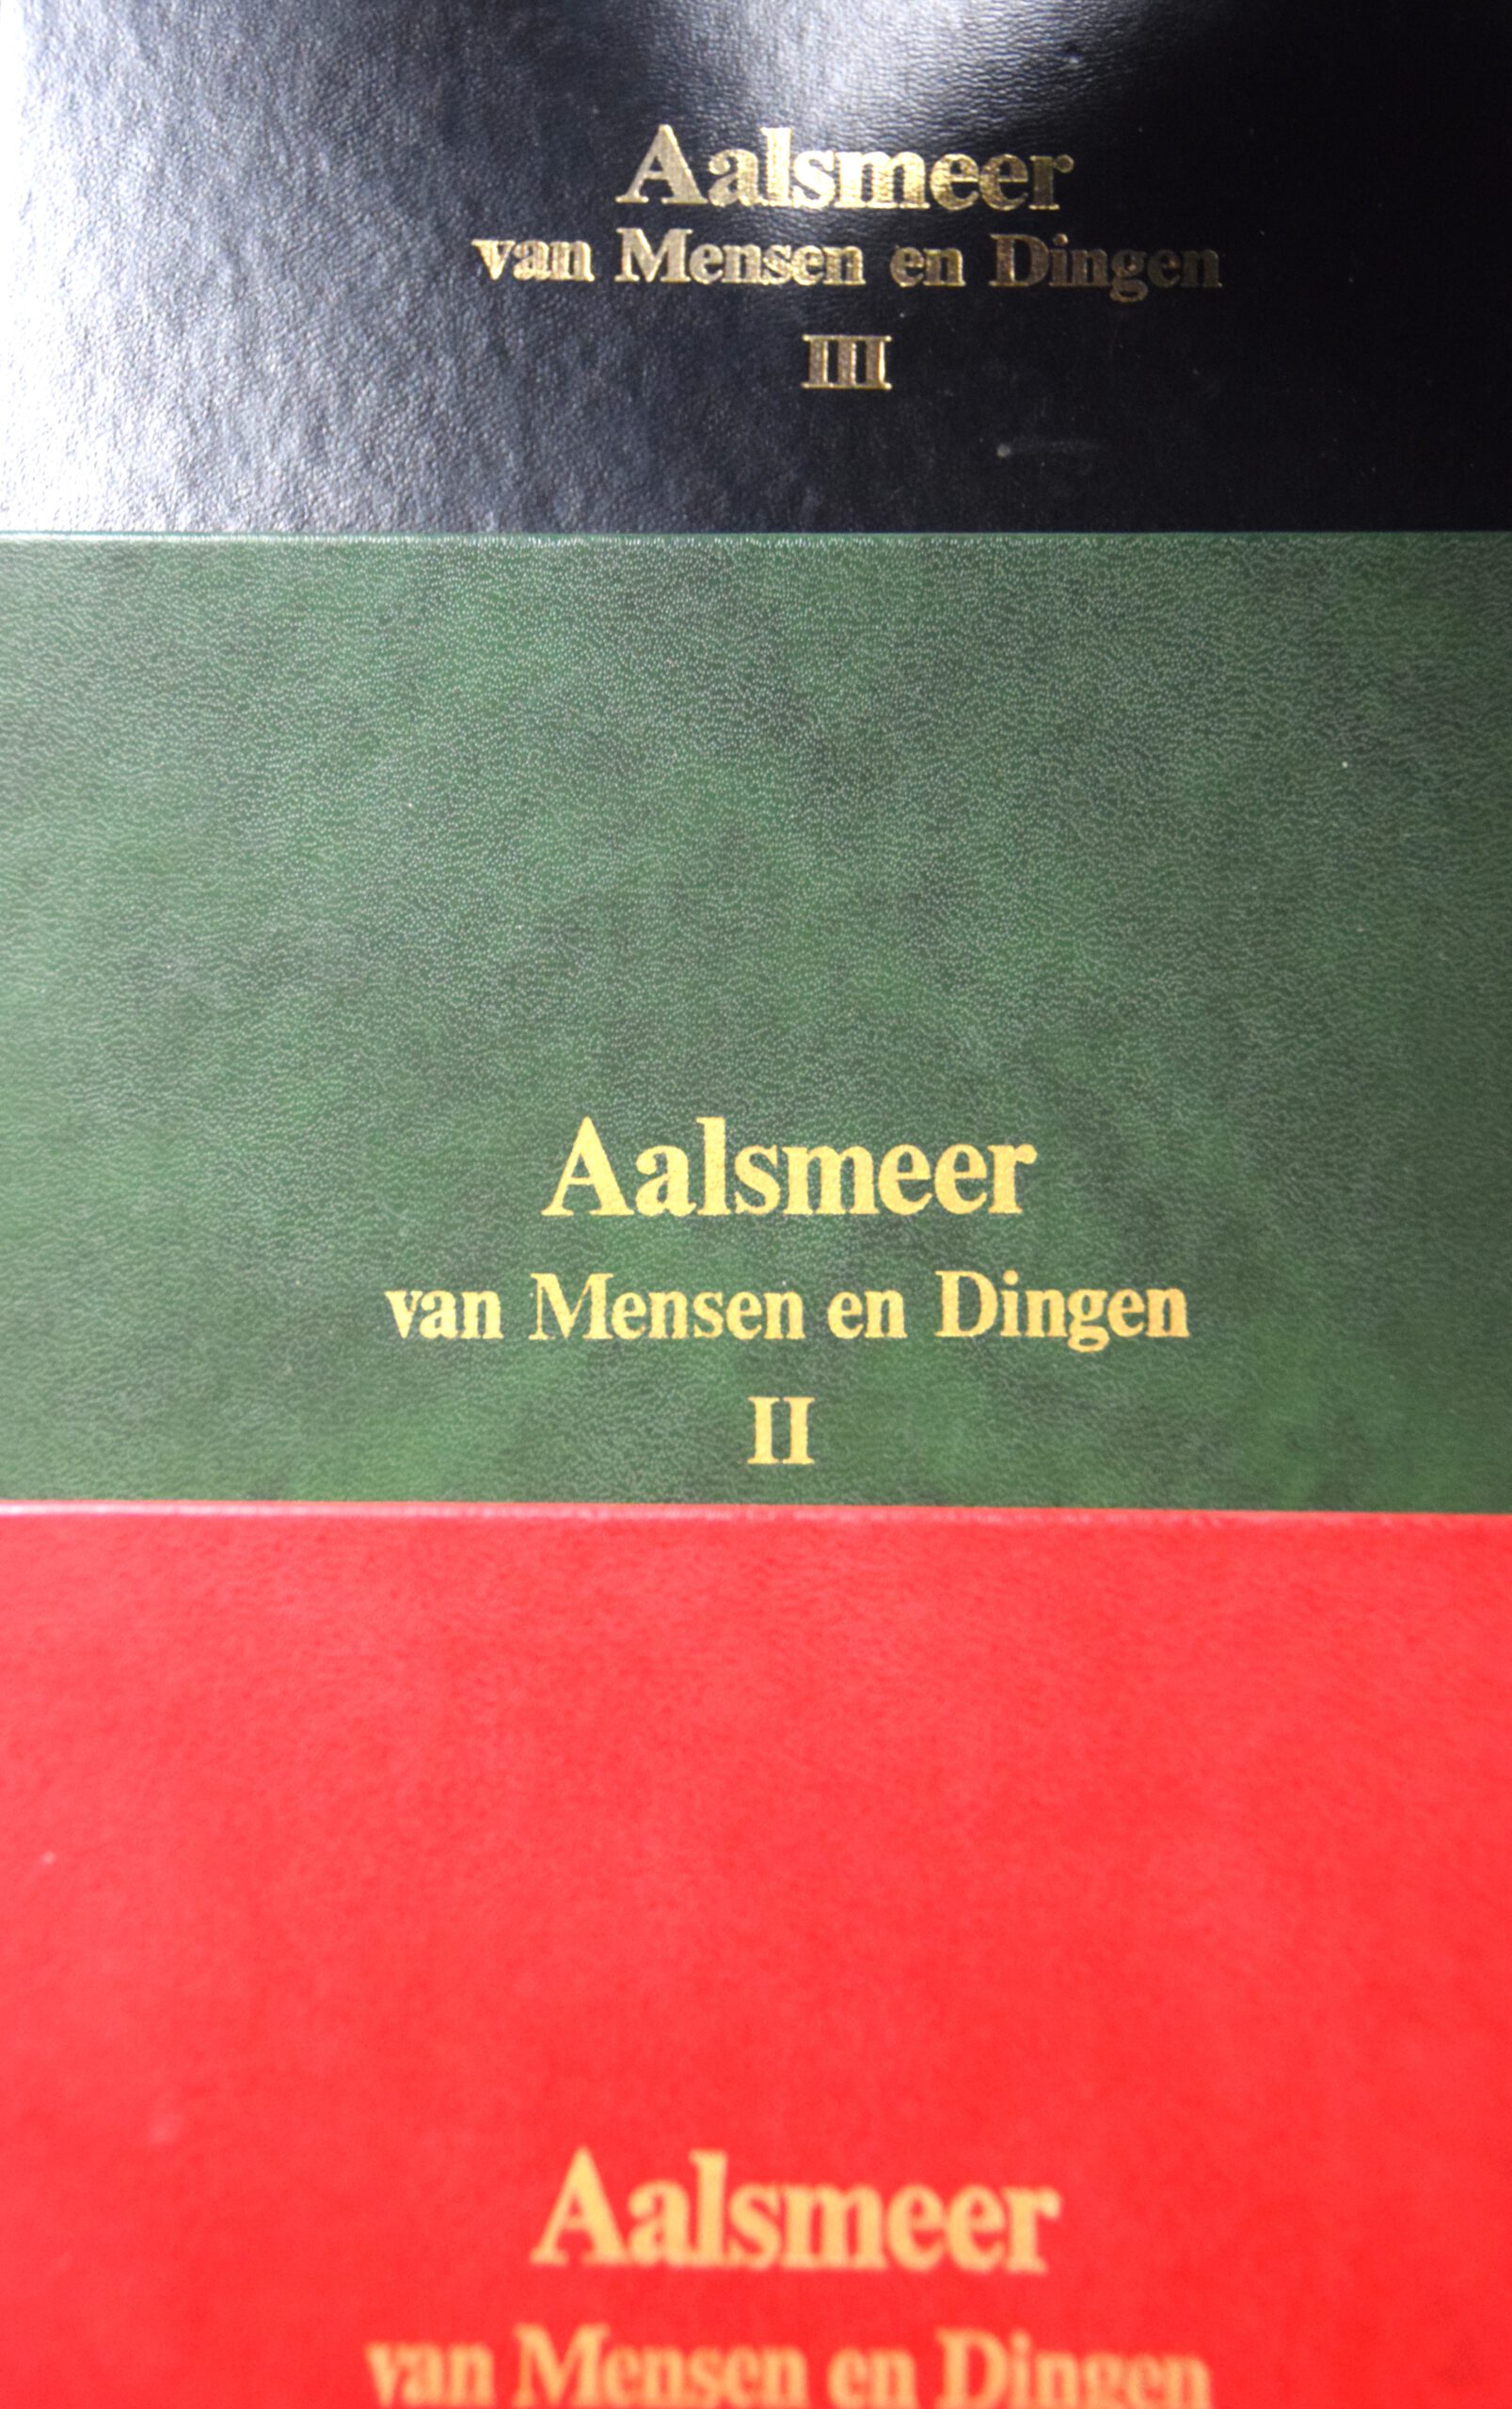 Aalsmeer
van Mensen en Dingen
III
Aalsmeer
van Mensen en Dingen
II
Aalsmeer
van Mensen en Dingen